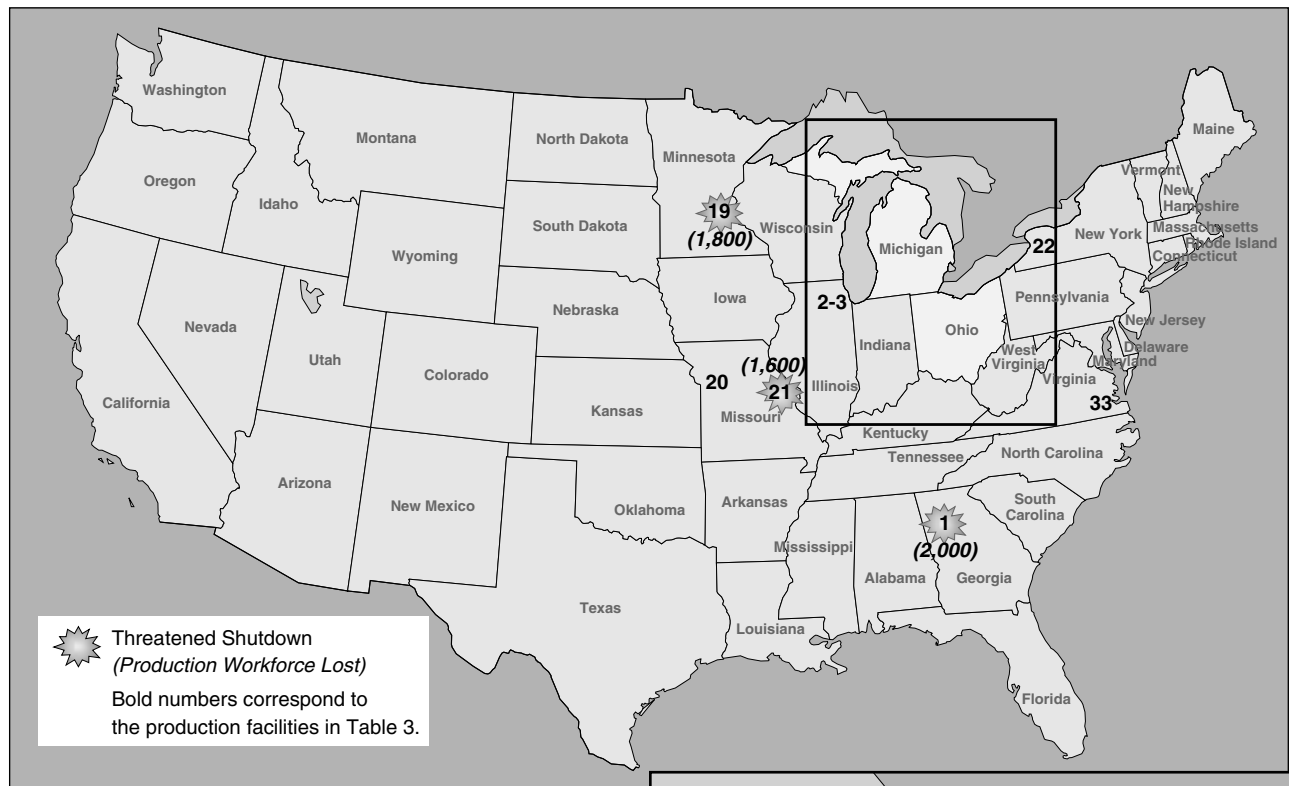 Washington
Montana
North Dakota
Minnesota
Maine
Oregon
Idaho
South Dakota
19
(1,800)
Wisconsin
Michigan
Vermont
New
Hampshire
Massachusetts
Rhode Island
Connecticut
New York
22
Wyoming
Iowa
2-3
Pennsylvania
Nebraska
Nevada
Utah
Ohio
New Jersey
Indiana
West
Virginia
Delaware
Maryland
Colorado
(1,600)
20
21
Illinois
Virginia
California
Kansas
Missouri
33
Kentucky
Tennessee
North Carolina
Arizona
New Mexico
Oklahoma
Arkansas
South
Carolina
1
(2,000)
Mississippi
Alabama
Georgia
Texas
Louisiana
Florida
Threatened Shutdown
(Production Workforce Lost)
Bold numbers correspond to
the production facilities in Table 3.